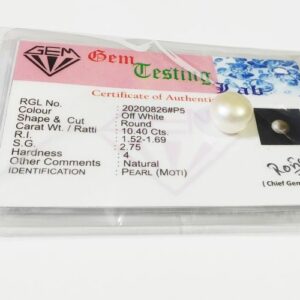 GEM
Gem
Testing
Lab
Certificate of Authenti
RGL No. : 20200826#P5
Colour : Off White
Shape & Cut : Round
Carat Wt. / Ratti : 10.40 Cts.
R.I. : 1.52-1.69
S.G. : 2.75
Hardness : 4
Other Comments : Natural
IDENTIFICATION : PEARL (MOTI)
( Chief Gem